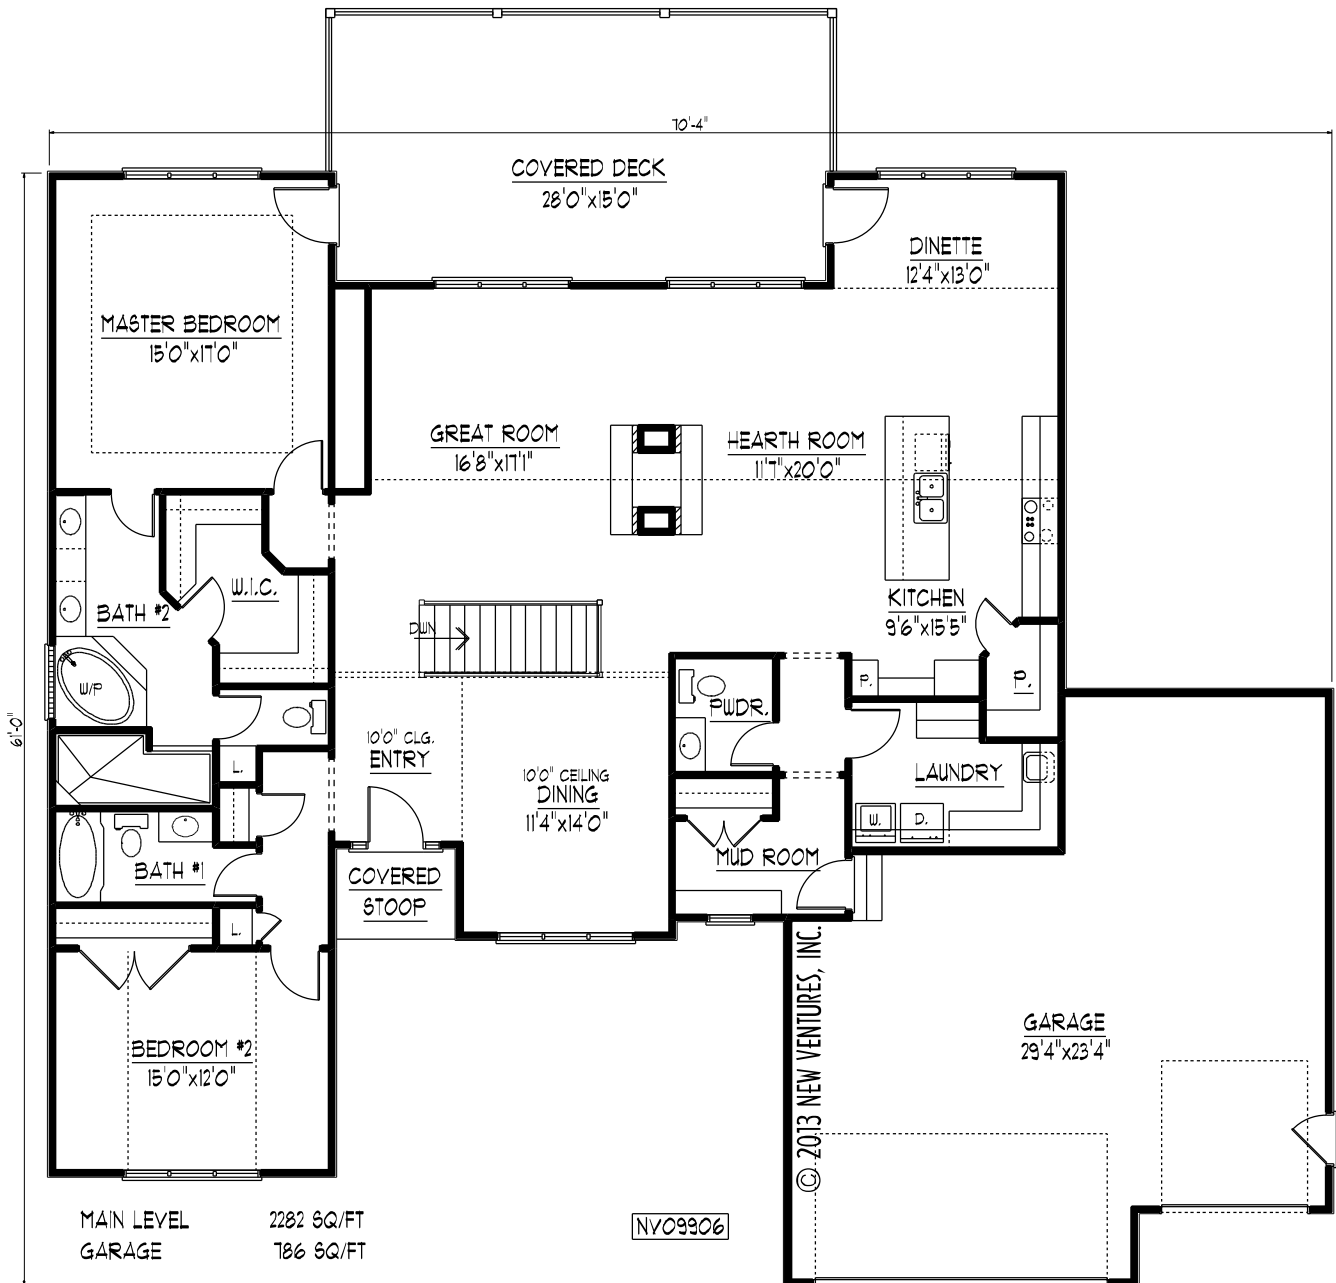 70'-4"
COVERED DECK
28'0"x15'0"
DINETTE
12'4"x13'0"
MASTER BEDROOM
15'0"x17'0"
GREAT ROOM
16'8"x17'1"
HEARTH ROOM
11'7"x20'0"
W.I.C.
BATH #2
KITCHEN
9'6"x15'5"
DWN
W/P
P.
P.
PWDR.
61'-0"
10'0" CLG.
ENTRY
L.
LAUNDRY
10'0" CEILING
DINING
11'4"x14'0"
W.
D.
MUD ROOM
BATH #1
COVERED
STOOP
L.
© 2013 NEW VENTURES, INC.
GARAGE
29'4"x23'4"
BEDROOM #2
15'0"x12'0"
MAIN LEVEL 2282 SQ/FT
GARAGE 786 SQ/FT
NV09906